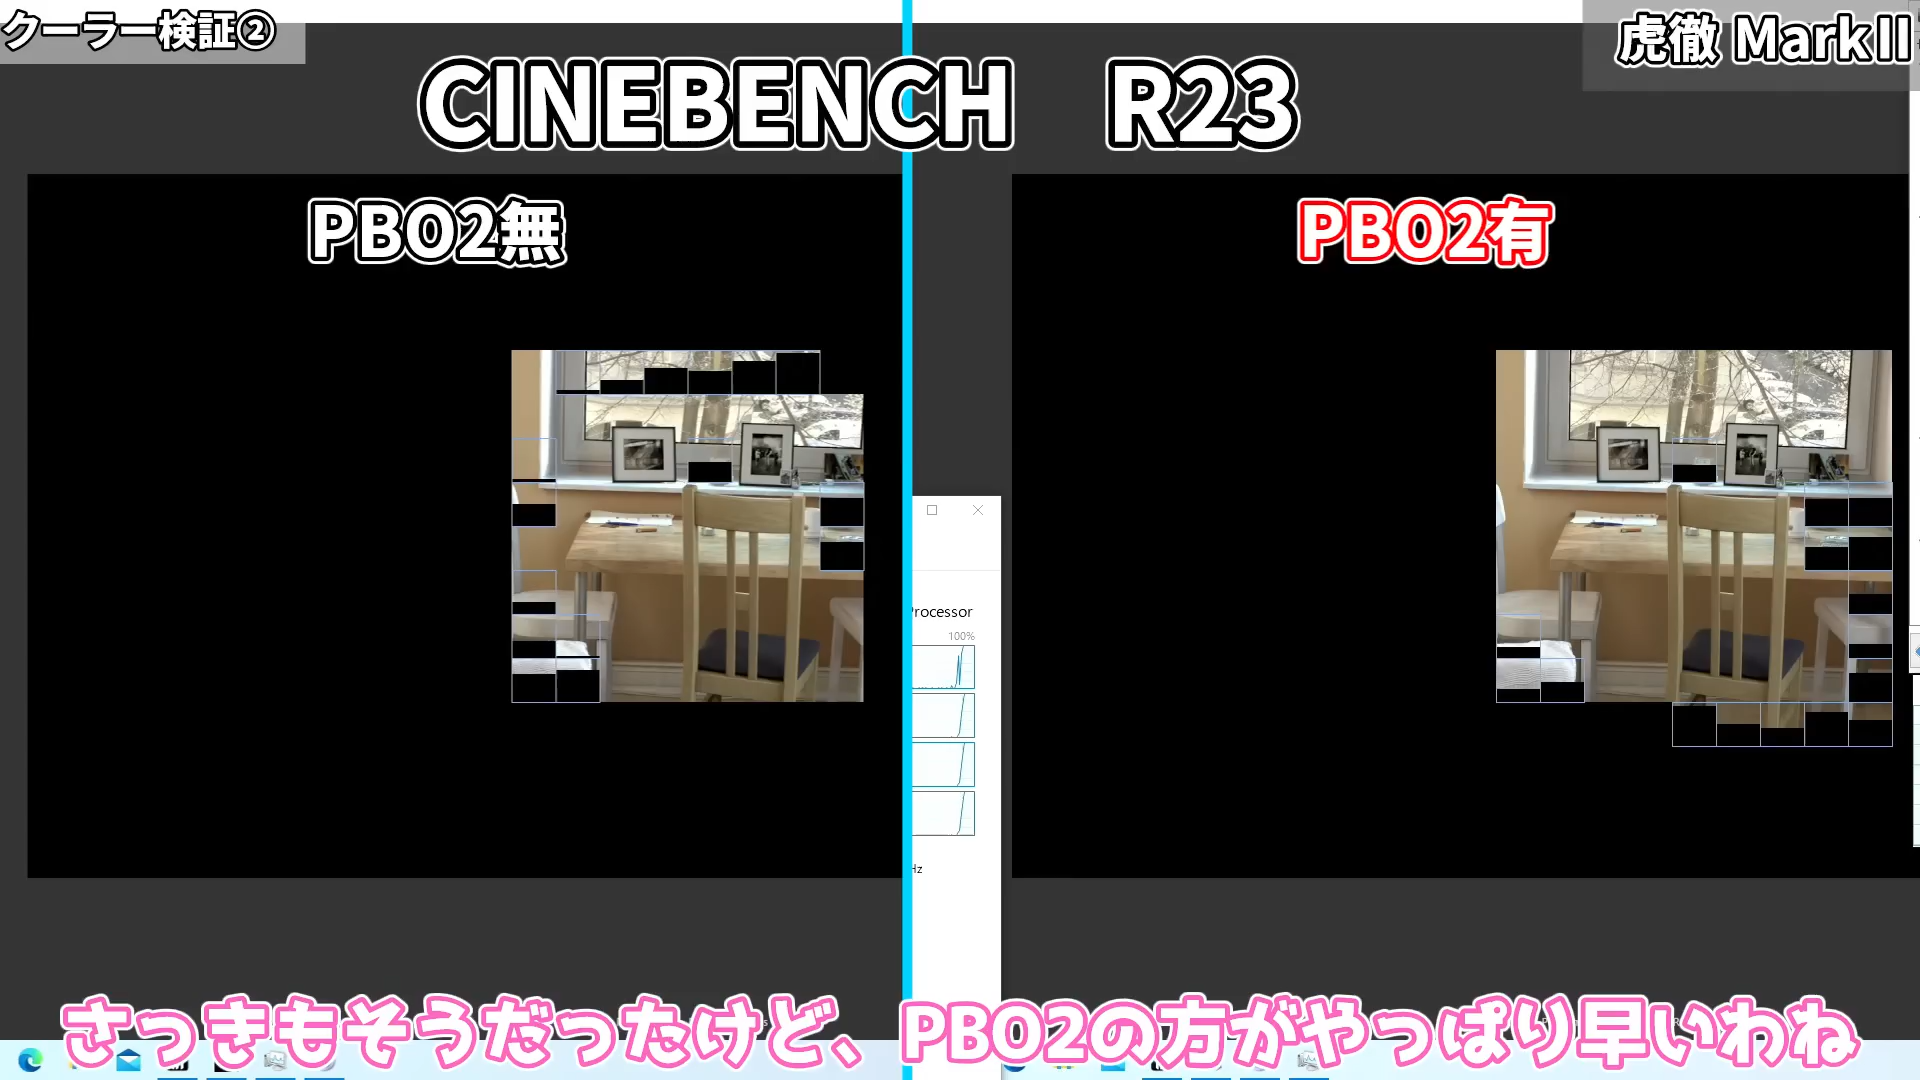 クーラー検証②
虎徹 MarkⅡ
CINEBENCH R23
PBO2無
PBO2有
Processor
100%
Hz
さっきもそうだったけど、PBO2の方がやっぱり早いわね